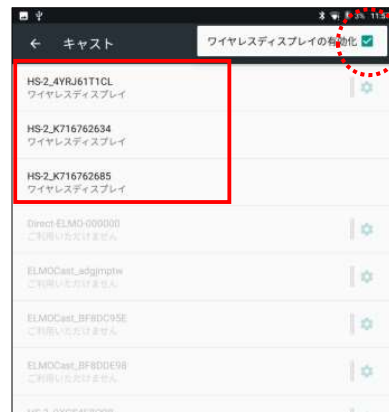 3% 11:57
← キャスト
ワイヤレスディスプレイの有効化
HS-2_4YRJ61T1CL
ワイヤレスディスプレイ
HS-2_K716762634
ワイヤレスディスプレイ
HS-2_K716762685
ワイヤレスディスプレイ
Direct-ELMO-000000
ご利用いただけません
ELMOCast_adgjmptw
ご利用いただけません
ELMOCast_BF8DC95E
ご利用いただけません
ELMOCast_BF8DDE98
ご利用いただけません